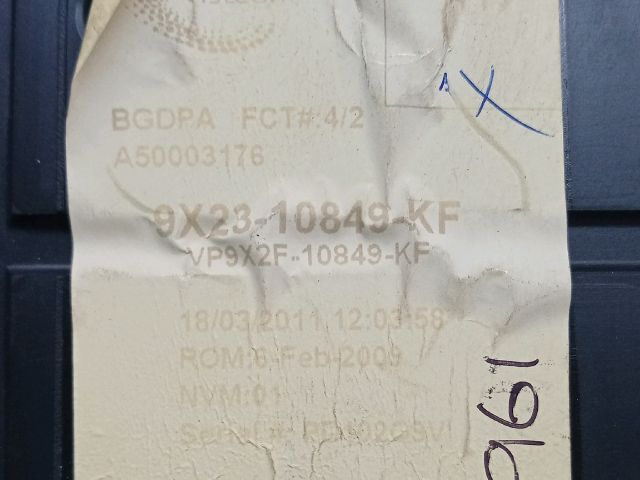 BGDPA FCT#:4/2
A50003176
9X23-10849-KF
VP9X2F-10849-KF
18/03/2011 12:03:58
ROM:6-Feb-2009
NVM:01
961